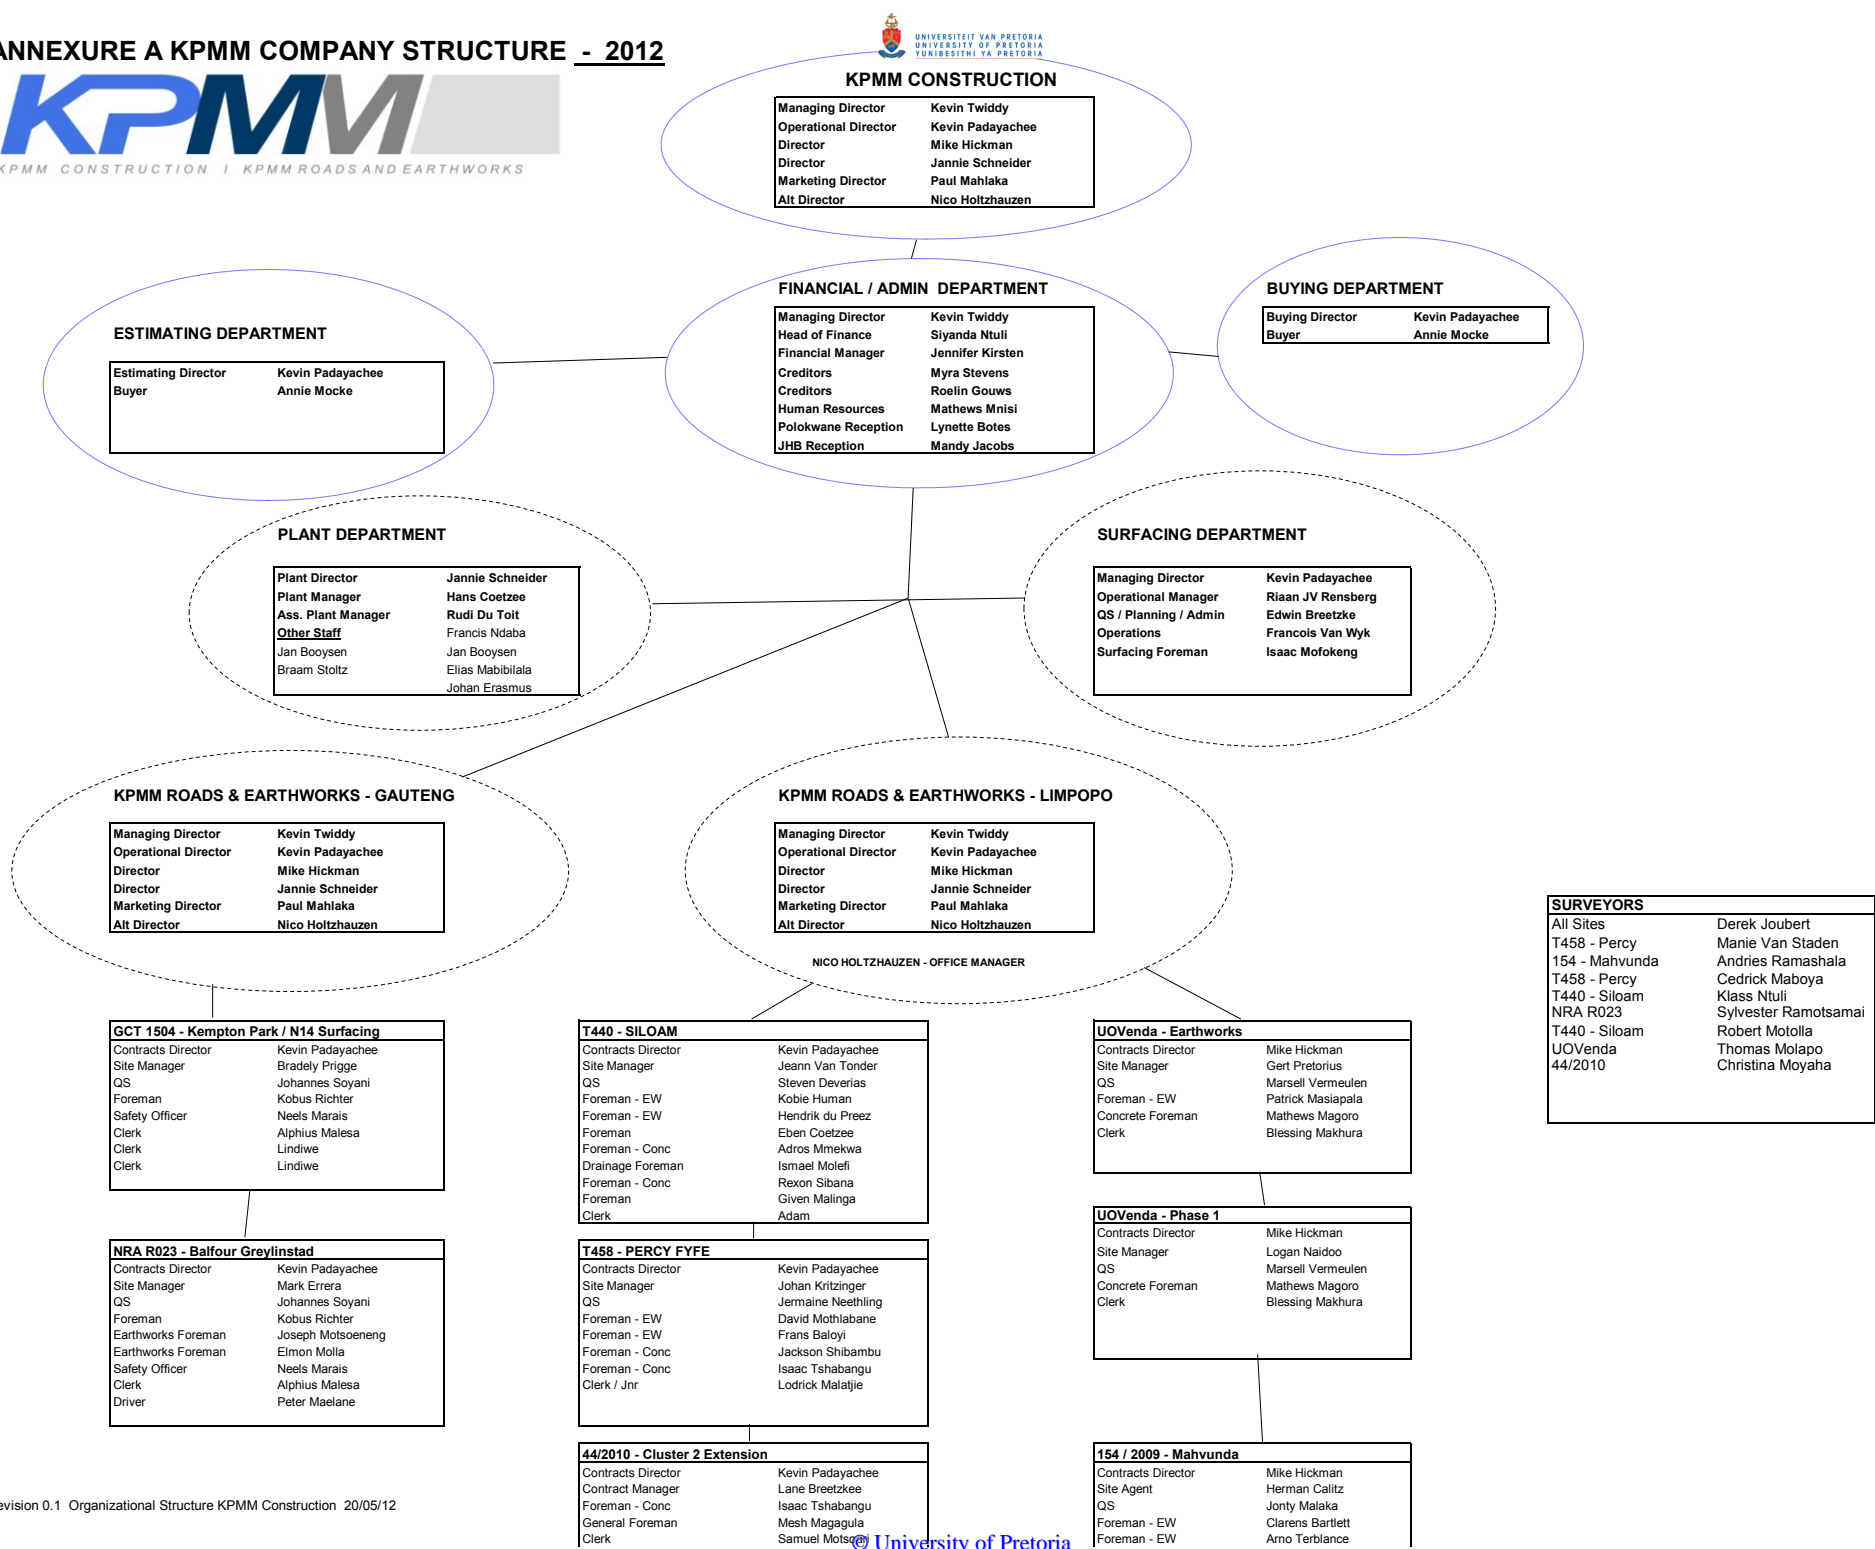 ANNEXURE A KPMM COMPANY STRUCTURE - 2012
UNIVERSITEIT VAN PRETORIA
UNIVERSITY OF PRETORIA
YUNIBESITHI YA PRETORIA
KPMM
KPMM CONSTRUCTION I KPMM ROADS AND EARTHWORKS
KPMM CONSTRUCTION
Managing Director Kevin Twiddy
Operational Director Kevin Padayachee
Director Mike Hickman
Director Jannie Schneider
Marketing Director Paul Mahlaka
Alt Director Nico Holtzhauzen
ESTIMATING DEPARTMENT
Estimating Director Kevin Padayachee
Buyer Annie Mocke
FINANCIAL / ADMIN DEPARTMENT
Managing Director Kevin Twiddy
Head of Finance Siyanda Ntuli
Financial Manager Jennifer Kirsten
Creditors Myra Stevens
Creditors Roelin Gouws
Human Resources Mathews Mnisi
Polokwane Reception Lynette Botes
JHB Reception Mandy Jacobs
BUYING DEPARTMENT
Buying Director Kevin Padayachee
Buyer Annie Mocke
PLANT DEPARTMENT
Plant Director Jannie Schneider
Plant Manager Hans Coetzee
Ass. Plant Manager Rudi Du Toit
Other Staff Francis Ndaba
Jan Booysen Jan Booysen
Braam Stoltz Elias Mabibilala
Johan Erasmus
SURFACING DEPARTMENT
Managing Director Kevin Padayachee
Operational Manager Riaan JV Rensberg
QS / Planning / Admin Edwin Breetzke
Operations Francois Van Wyk
Surfacing Foreman Isaac Mofokeng
KPMM ROADS & EARTHWORKS - GAUTENG
Managing Director Kevin Twiddy
Operational Director Kevin Padayachee
Director Mike Hickman
Director Jannie Schneider
Marketing Director Paul Mahlaka
Alt Director Nico Holtzhauzen
KPMM ROADS & EARTHWORKS - LIMPOPO
Managing Director Kevin Twiddy
Operational Director Kevin Padayachee
Director Mike Hickman
Director Jannie Schneider
Marketing Director Paul Mahlaka
Alt Director Nico Holtzhauzen
NICO HOLTZHAUZEN - OFFICE MANAGER
SURVEYORS
All Sites Derek Joubert
T458 - Percy Manie Van Staden
154 - Mahvunda Andries Ramashala
T458 - Percy Cedrick Maboya
T440 - Siloam Klass Ntuli
NRA R023 Sylvester Ramotsamai
T440 - Siloam Robert Motolla
UOVenda Thomas Molapo
44/2010 Christina Moyaha
GCT 1504 - Kempton Park / N14 Surfacing
Contracts Director Kevin Padayachee
Site Manager Bradely Prigge
QS Johannes Soyani
Foreman Kobus Richter
Safety Officer Neels Marais
Clerk Alphius Malesa
Clerk Lindiwe
Clerk Lindiwe
NRA R023 - Balfour Greylinstad
Contracts Director Kevin Padayachee
Site Manager Mark Errera
QS Johannes Soyani
Foreman Kobus Richter
Earthworks Foreman Joseph Motsoeneng
Earthworks Foreman Elmon Molla
Safety Officer Neels Marais
Clerk Alphius Malesa
Driver Peter Maelane
T440 - SILOAM
Contracts Director Kevin Padayachee
Site Manager Jeann Van Tonder
QS Steven Deverias
Foreman - EW Kobie Human
Foreman - EW Hendrik du Preez
Foreman Eben Coetzee
Foreman - Conc Adros Mmekwa
Drainage Foreman Ismael Molefi
Foreman - Conc Rexon Sibana
Foreman Given Malinga
Clerk Adam
T458 - PERCY FYFE
Contracts Director Kevin Padayachee
Site Manager Johan Kritzinger
QS Jermaine Neethling
Foreman - EW David Mothlabane
Foreman - EW Frans Baloyi
Foreman - Conc Jackson Shibambu
Foreman - Conc Isaac Tshabangu
Clerk / Jnr Lodrick Malatjie
44/2010 - Cluster 2 Extension
Contracts Director Kevin Padayachee
Contract Manager Lane Breetzkee
Foreman - Conc Isaac Tshabangu
General Foreman Mesh Magagula
Clerk Samuel
UOVenda - Earthworks
Contracts Director Mike Hickman
Site Manager Gert Pretorius
QS Marsell Vermeulen
Foreman - EW Patrick Masiapala
Concrete Foreman Mathews Magoro
Clerk Blessing Makhura
UOVenda - Phase 1
Contracts Director Mike Hickman
Site Manager Logan Naidoo
QS Marsell Vermeulen
Concrete Foreman Mathews Magoro
Clerk Blessing Makhura
154 / 2009 - Mahvunda
Contracts Director Mike Hickman
Site Agent Herman Calitz
QS Jonty Malaka
Foreman - EW Clarens Bartlett
Foreman - EW Arno Terblance
evision 0.1 Organizational Structure KPMM Construction 20/05/12
© University of Pretoria